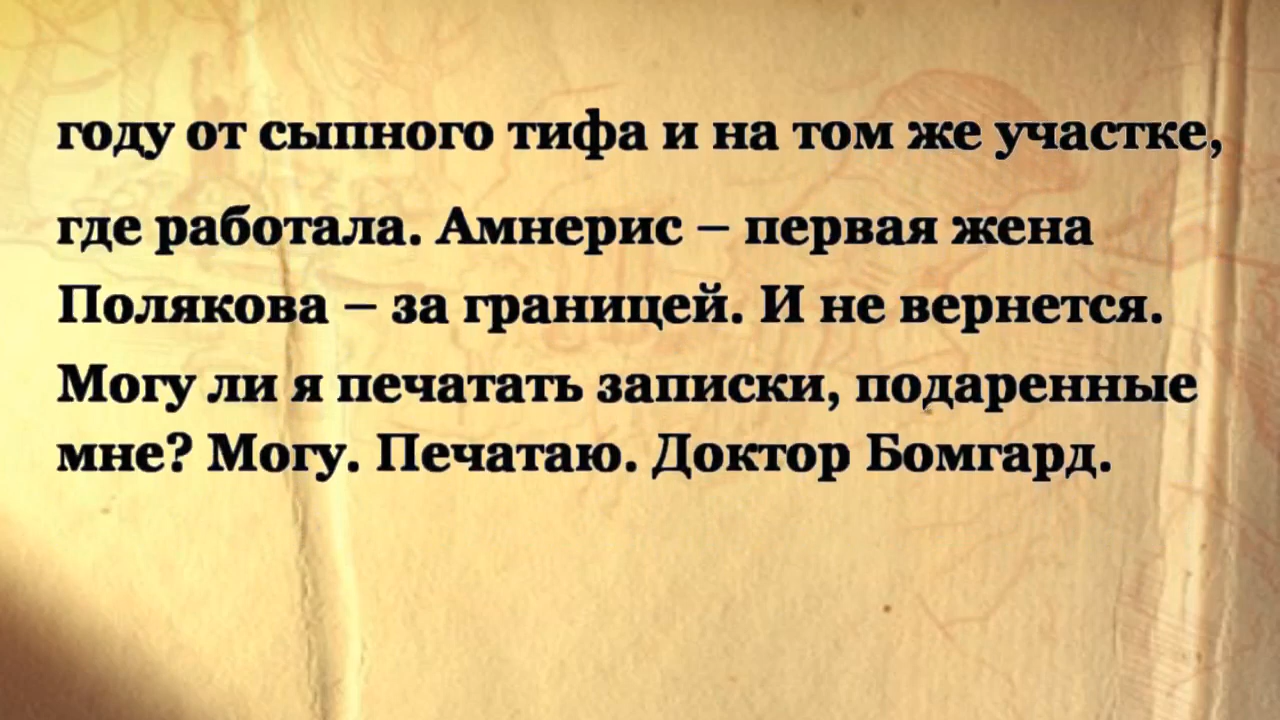 году от сыпного тифа и на том же участке,
где работала. Амнерис – первая жена
Полякова – за границей. И не вернется.
Могу ли я печатать записки, подаренные
мне? Могу. Печатаю. Доктор Бомгард.